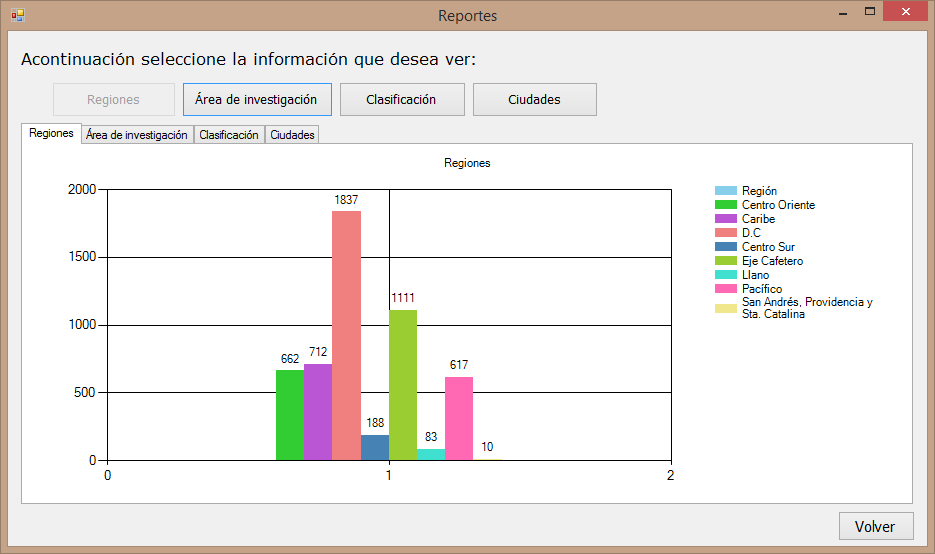 Reportes
Acontinuación seleccione la información que desea ver:
Regiones Área de investigación Clasificación Ciudades
Regiones Área de investigación Clasificación Ciudades
Regiones
2000
1500
1000
500
0
0 1 2
662
712
1837
188
1111
83
617
10
Región
Centro Oriente
Caribe
D.C
Centro Sur
Eje Cafetero
Llano
Pacífico
San Andrés, Providencia y
Sta. Catalina
Volver